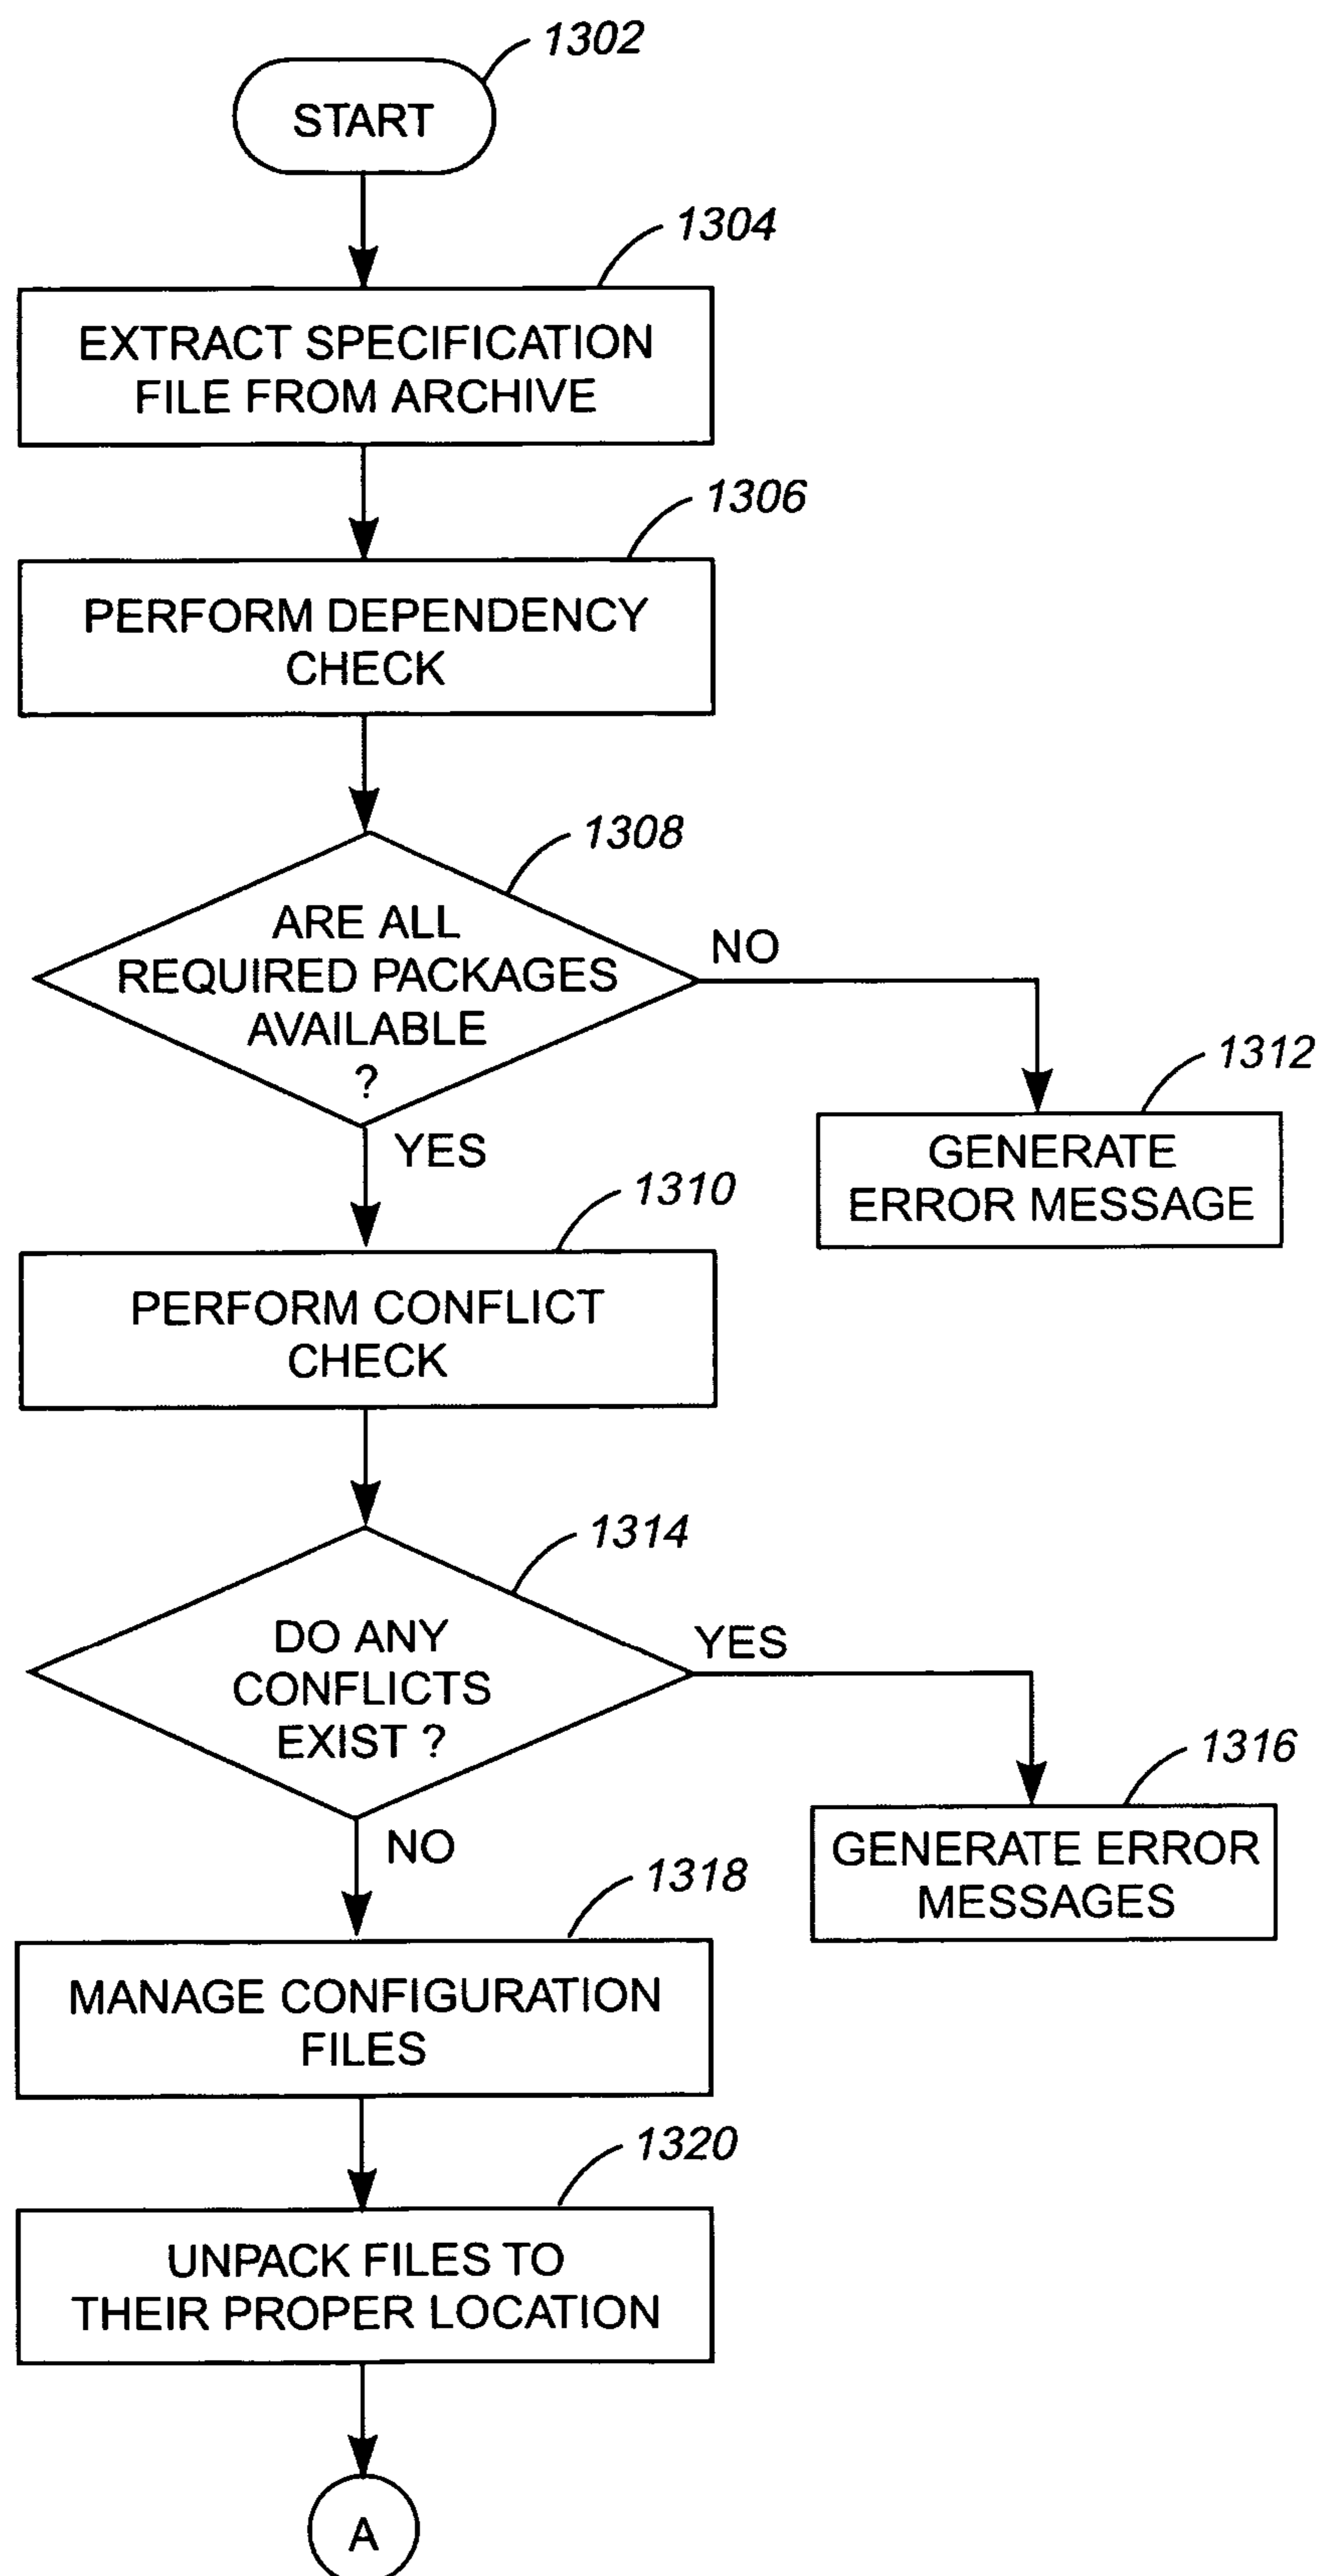 1302
START
1304
EXTRACT SPECIFICATION
FILE FROM ARCHIVE
1306
PERFORM DEPENDENCY
CHECK
1308
ARE ALL
REQUIRED PACKAGES
AVAILABLE
?
NO
1312
GENERATE
ERROR MESSAGE
YES
1310
PERFORM CONFLICT
CHECK
1314
DO ANY
CONFLICTS
EXIST ?
YES
1316
GENERATE ERROR
MESSAGES
NO
1318
MANAGE CONFIGURATION
FILES
1320
UNPACK FILES TO
THEIR PROPER LOCATION
A